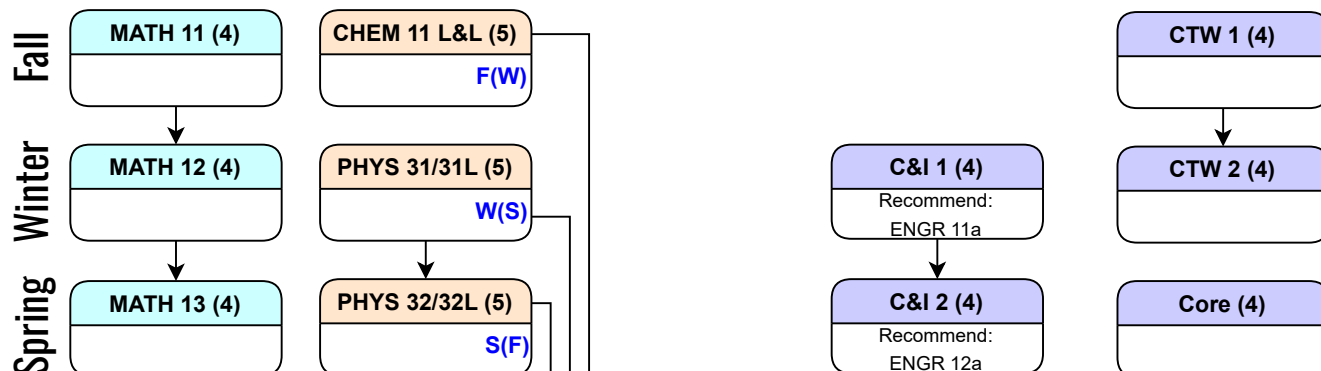 Fall
MATH 11 (4)
CHEM 11 L&L (5)
F(W)
CTW 1 (4)
Winter
MATH 12 (4)
PHYS 31/31L (5)
W(S)
C&I 1 (4)
Recommend:
ENGR 11a
CTW 2 (4)
Spring
MATH 13 (4)
PHYS 32/32L (5)
S(F)
C&I 2 (4)
Recommend:
ENGR 12a
Core (4)